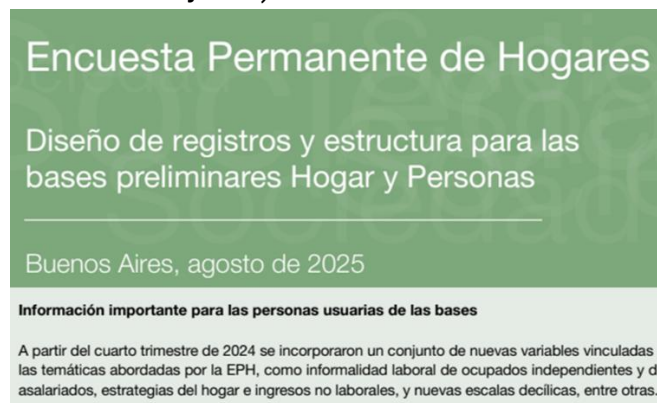 Encuesta Permanente de Hogares
Diseño de registros y estructura para las
bases preliminares Hogar y Personas
Buenos Aires, agosto de 2025
Información importante para las personas usuarias de las bases
A partir del cuarto trimestre de 2024 se incorporaron un conjunto de nuevas variables vinculadas
las temáticas abordadas por la EPH, como informalidad laboral de ocupados independientes y d
asalariados, estrategias del hogar e ingresos no laborales, y nuevas escalas decílicas, entre otras.